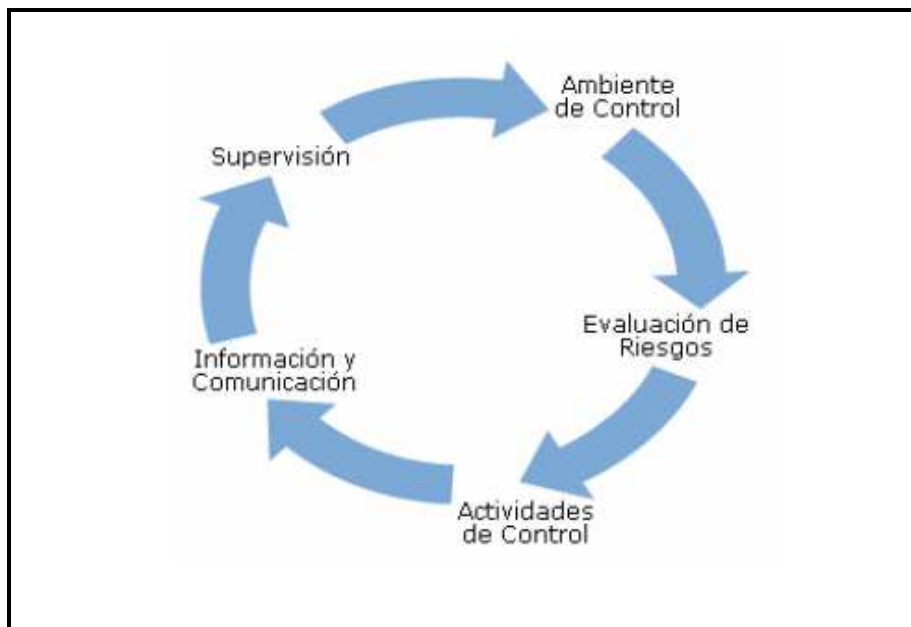 Ambiente
de Control
Supervisión
Evaluación de
Riesgos
Información y
Comunicación
Actividades
de Control